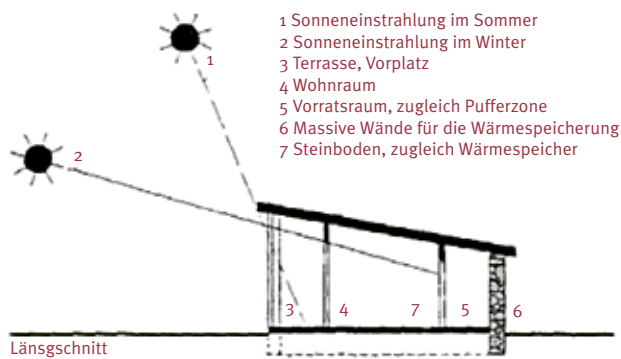 1 Sonneneinstrahlung im Sommer
2 Sonneneinstrahlung im Winter
3 Terrasse, Vorplatz
4 Wohnraum
5 Vorratsraum, zugleich Pufferzone
6 Massive Wände für die Wärmespeicherung
7 Steinboden, zugleich Wärmespeicher
1
2
3 4 7 5 6
Länsgschnitt